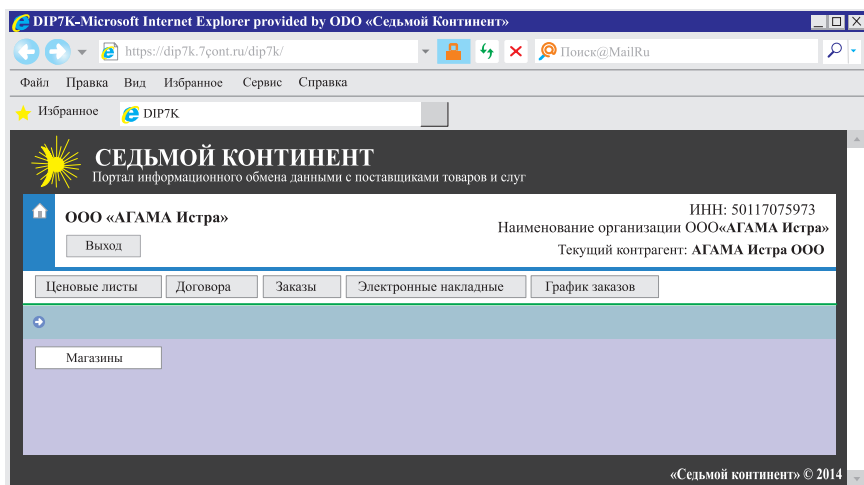 DIP7K-Microsoft Internet Explorer provided by ODO «Седьмой Континент»
https://dip7k.7çont.ru/dip7k/ Поиск@MailRu
Файл Правка Вид Избранное Сервис Справка
Избранное DIP7K
СЕДЬМОЙ КОНТИНЕНТ
Портал информационного обмена данными с поставщиками товаров и слуг
ИНН: 50117075973
ООО «АГАМА Истра»
Наименование организации ООО«АГАМА Истра»
Выход
Текущий контрагент: АГАМА Истра ООО
Ценовые листы Договора Заказы Электронные накладные График заказов
Магазины
«Седьмой континент» © 2014